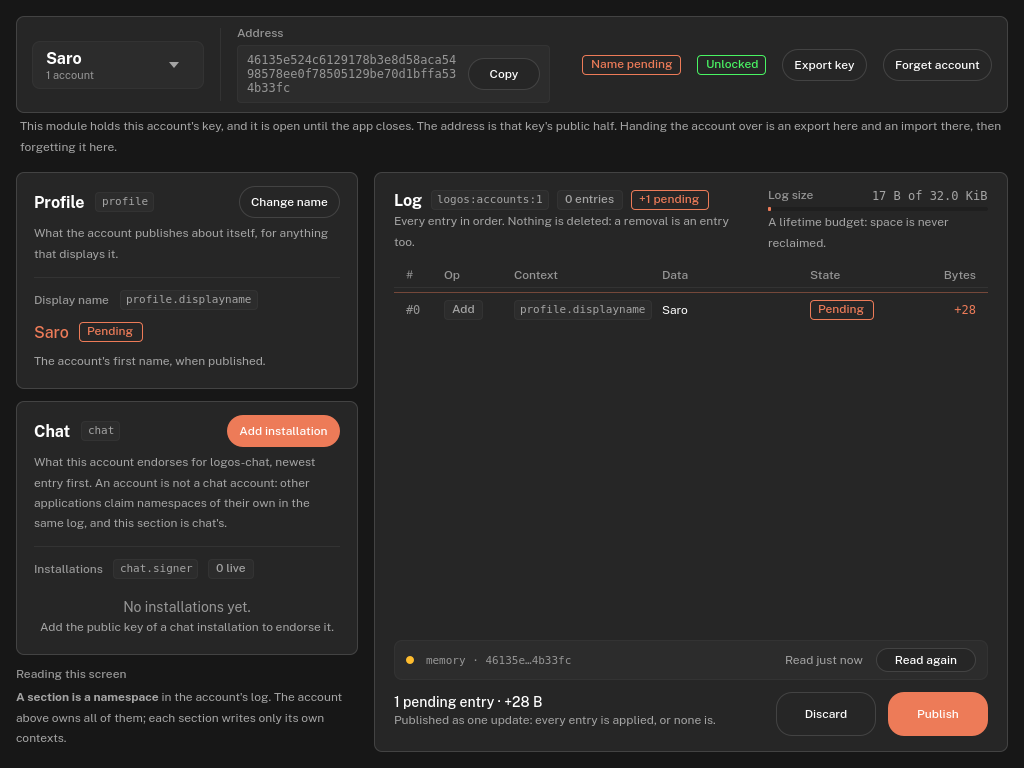 Saro
1 account
Address
46135e524c6129178b3e8d58aca54
98578ee0f78505129be70d1bffa53
4b33fc
Copy
Name pending
Unlocked
Export key
Forget account
This module holds this account's key, and it is open until the app closes. The address is that key's public half. Handing the account over is an export here and an import there, then
forgetting it here.
Profile profile
Change name
What the account publishes about itself, for anything
that displays it.
Display name profile.displayname
Saro Pending
The account's first name, when published.
Chat chat
Add installation
What this account endorses for logos-chat, newest
entry first. An account is not a chat account: other
applications claim namespaces of their own in the
same log, and this section is chat's.
Installations chat.signer 0 live
No installations yet.
Add the public key of a chat installation to endorse it.
Reading this screen
A section is a namespace in the account's log. The account
above owns all of them; each section writes only its own
contexts.
Log logos:accounts:1 0 entries +1 pending
Every entry in order. Nothing is deleted: a removal is an entry
too.
Log size 17 B of 32.0 KiB
A lifetime budget: space is never
reclaimed.
# Op Context Data State Bytes
#0 Add profile.displayname Saro Pending +28
memory · 46135e…4b33fc
Read just now
Read again
1 pending entry · +28 B
Published as one update: every entry is applied, or none is.
Discard
Publish